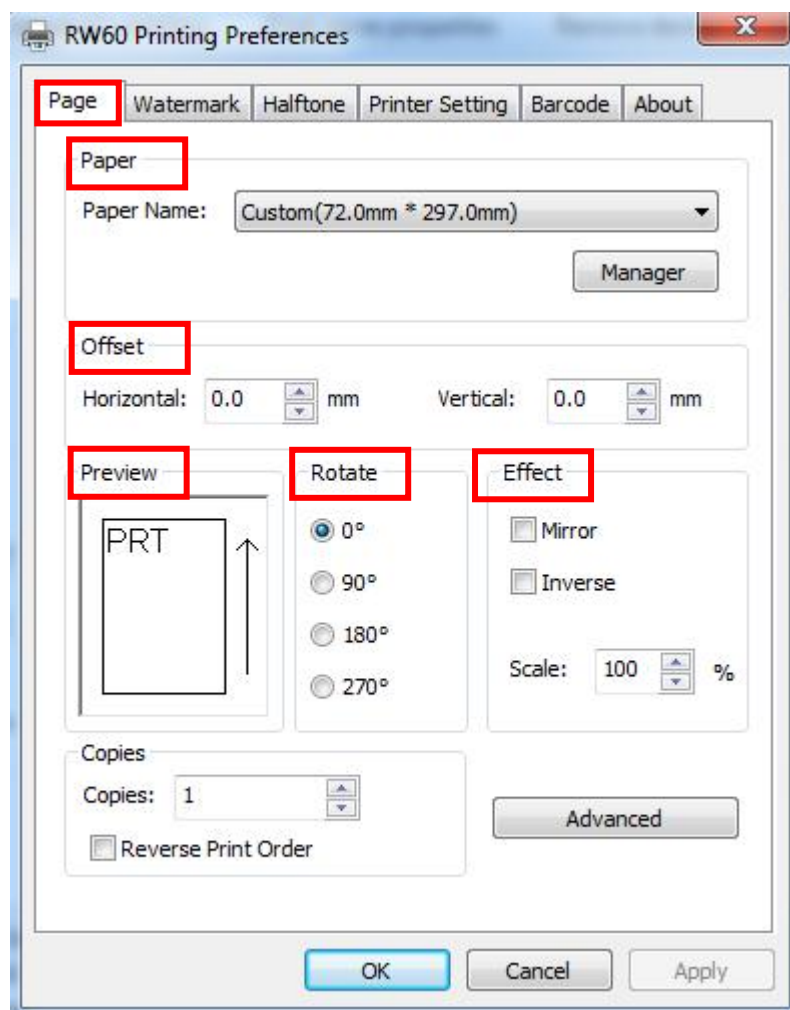 RW60 Printing Preferences
Page Watermark Halftone Printer Setting Barcode About
Paper
Paper Name: Custom(72.0mm * 297.0mm)
Manager
Offset
Horizontal: 0.0 mm Vertical: 0.0 mm
Preview Rotate Effect
PRT
0° Mirror
90° Inverse
180°
Scale: 100 %
270°
Copies
Copies: 1
Advanced
Reverse Print Order
OK Cancel Apply